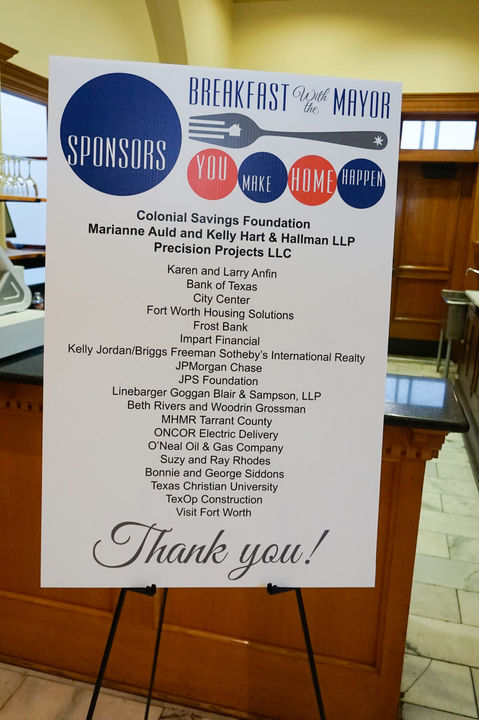 BREAKFAST With the MAYOR
SPONSORS
YOU MAKE HOME HAPPEN
Colonial Savings Foundation
Marianne Auld and Kelly Hart & Hallman LLP
Precision Projects LLC
Karen and Larry Anfin
Bank of Texas
City Center
Fort Worth Housing Solutions
Frost Bank
Impart Financial
Kelly Jordan/Briggs Freeman Sotheby's International Realty
JPMorgan Chase
JPS Foundation
Linebarger Goggan Blair & Sampson, LLP
Beth Rivers and Woodrin Grossman
MHMR Tarrant County
ONCOR Electric Delivery
O'Neal Oil & Gas Company
Suzy and Ray Rhodes
Bonnie and George Siddons
Texas Christian University
TexOp Construction
Visit Fort Worth
Thank you!